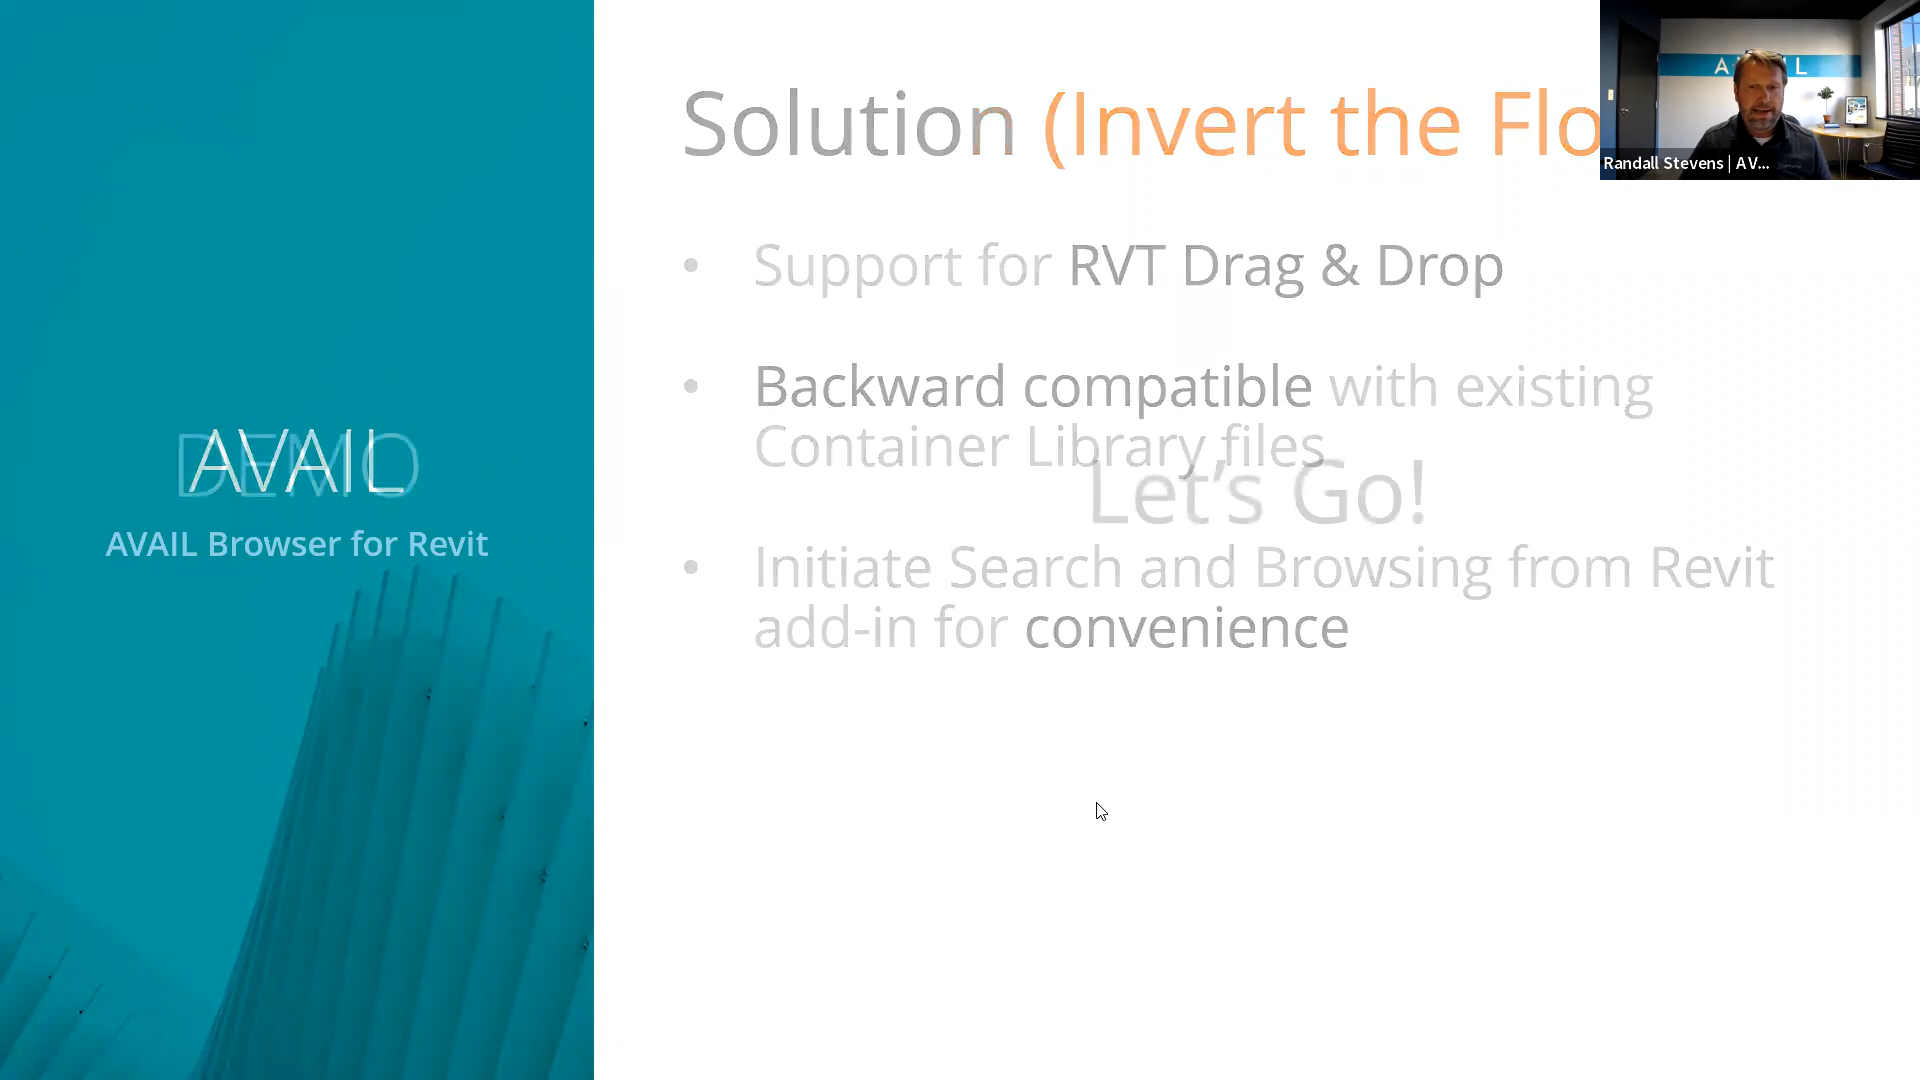 Solution (Invert the Flo
AVAIL
Randall Stevens | AV...
• Support for RVT Drag & Drop
• Backward compatible with existing
Container Library files
Let's Go!
• Initiate Search and Browsing from Revit
add-in for convenience
AVAIL
DEMO
AVAIL Browser for Revit